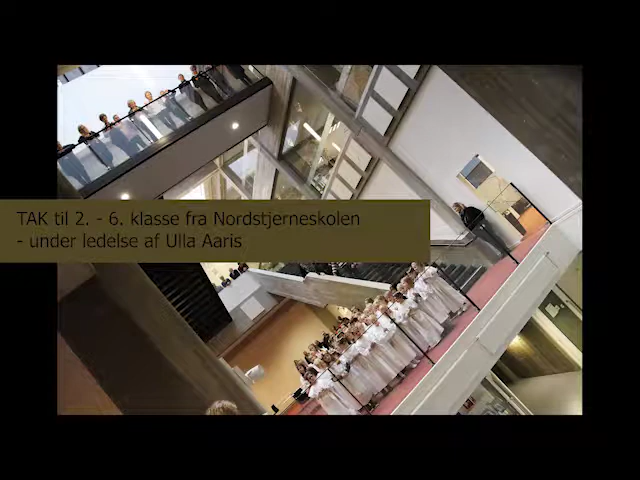 TAK til 2. - 6. klasse fra Nordstjerneskolen
- under ledelse af Ulla Aaris